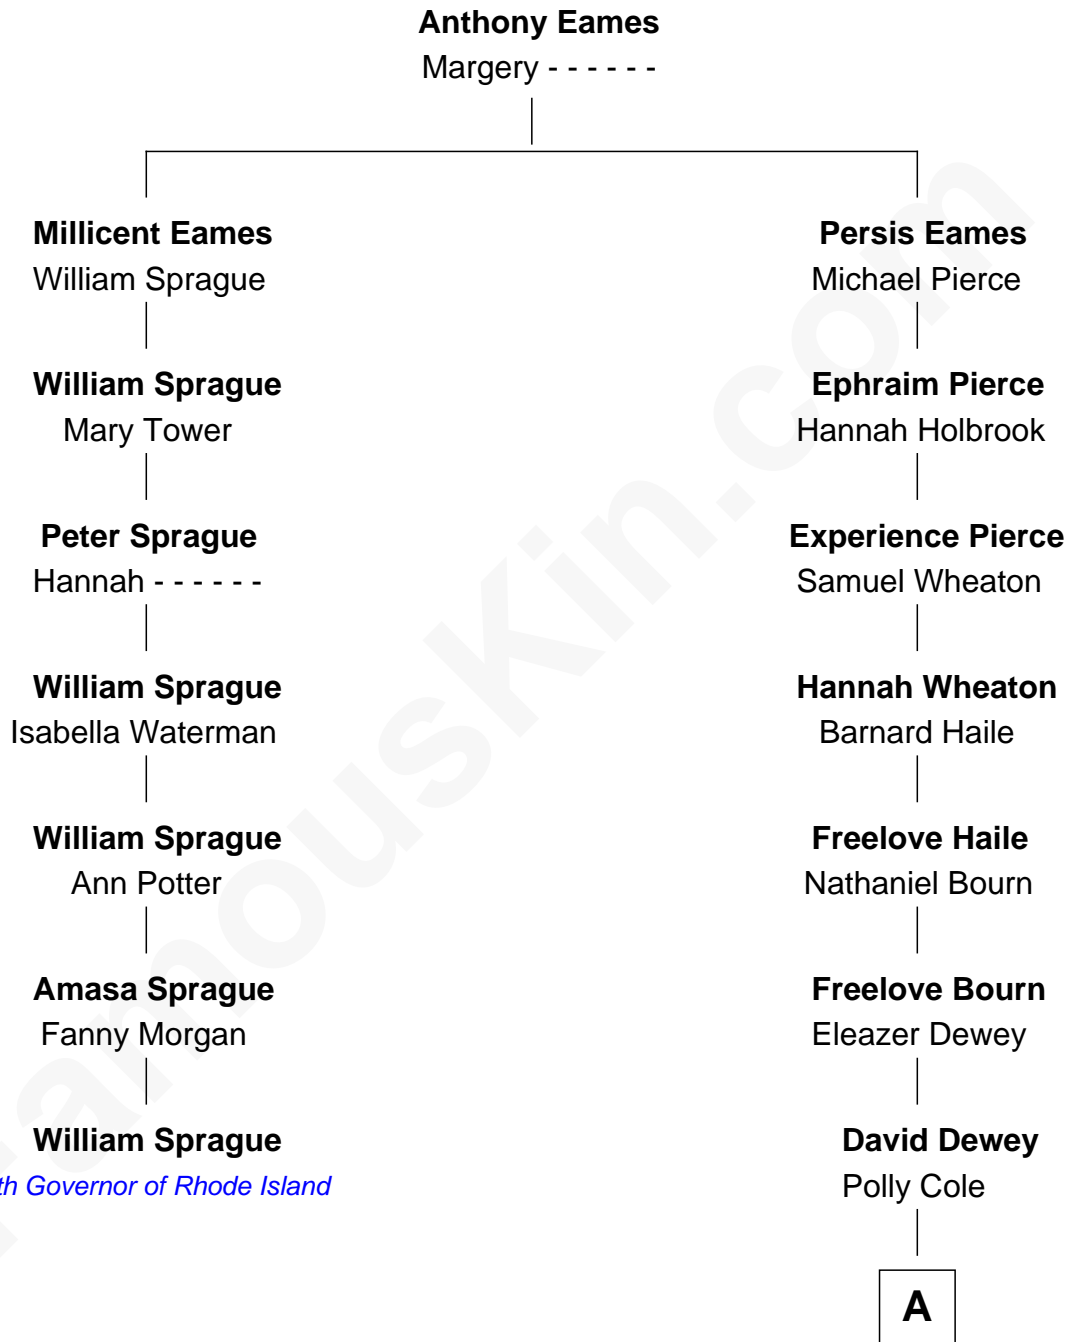 Anthony Eames
Margery - - - - - -
Millicent Eames
William Sprague
Persis Eames
Michael Pierce
William Sprague
Mary Tower
Ephraim Pierce
Hannah Holbrook
Peter Sprague
Hannah - - - - - -
Experience Pierce
Samuel Wheaton
William Sprague
Isabella Waterman
Hannah Wheaton
Barnard Haile
William Sprague
Ann Potter
Freelove Haile
Nathaniel Bourn
Amasa Sprague
Fanny Morgan
Freelove Bourn
Eleazer Dewey
William Sprague
th Governor of Rhode Island
David Dewey
Polly Cole
A
FamousKin.com